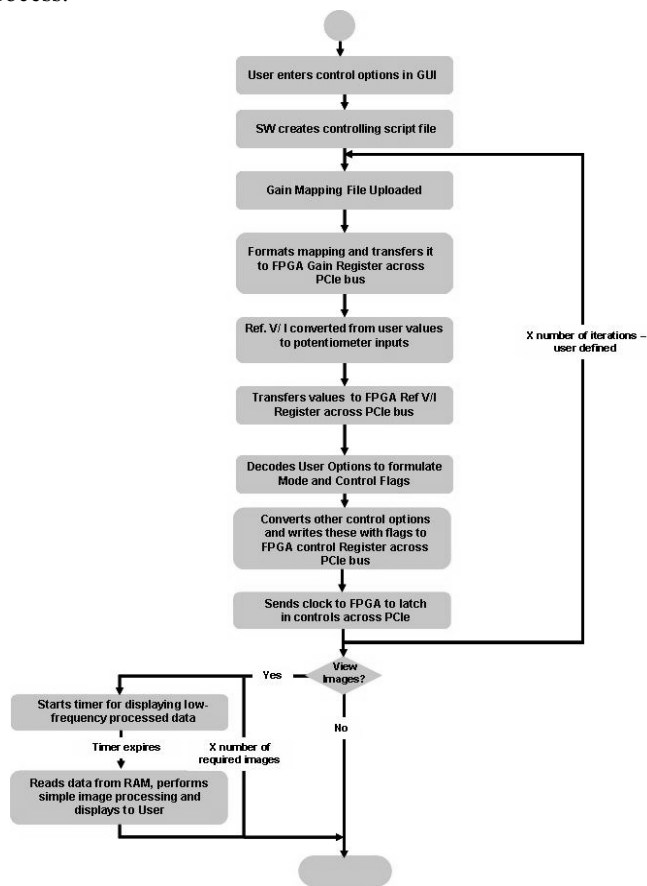 User enters control options in GUI
SW creates controlling script file
Gain Mapping File Uploaded
Formats mapping and transfers it
to FPGA Gain Register across
PCIe bus
Ref. V/ I converted from user values
to potentiometer inputs
X number of iterations –
user defined
Transfers values to FPGA Ref V/I
Register across PCIe bus
Decodes User Options to formulate
Mode and Control Flags
Converts other control options
and writes these with flags to
FPGA control Register across
PCIe bus
Sends clock to FPGA to latch
in controls across PCIe
View
Images?
Yes
Starts timer for displaying low-
frequency processed data
No
Timer expires
X number of
required images
Reads data from RAM, performs
simple image processing and
displays to User